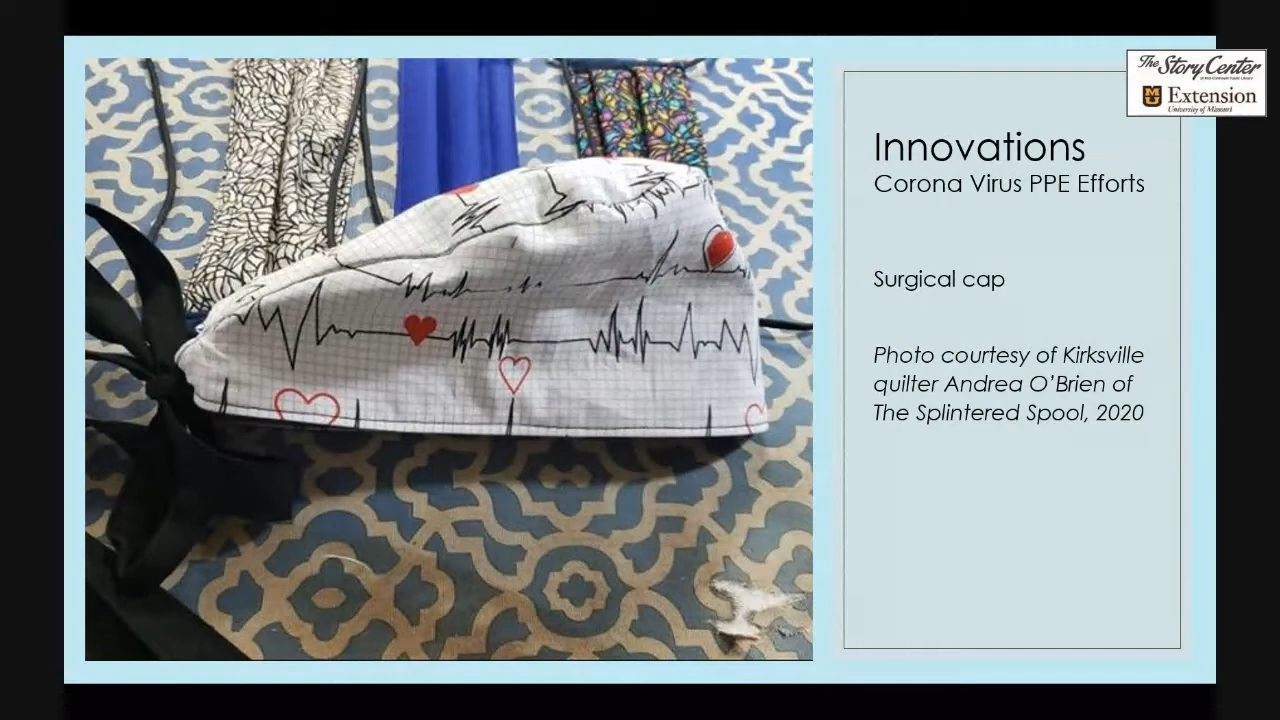 The Story Center
Extension
University of Missouri
Innovations
Corona Virus PPE Efforts
Surgical cap
Photo courtesy of Kirksville
quilter Andrea O'Brien of
The Splintered Spool, 2020